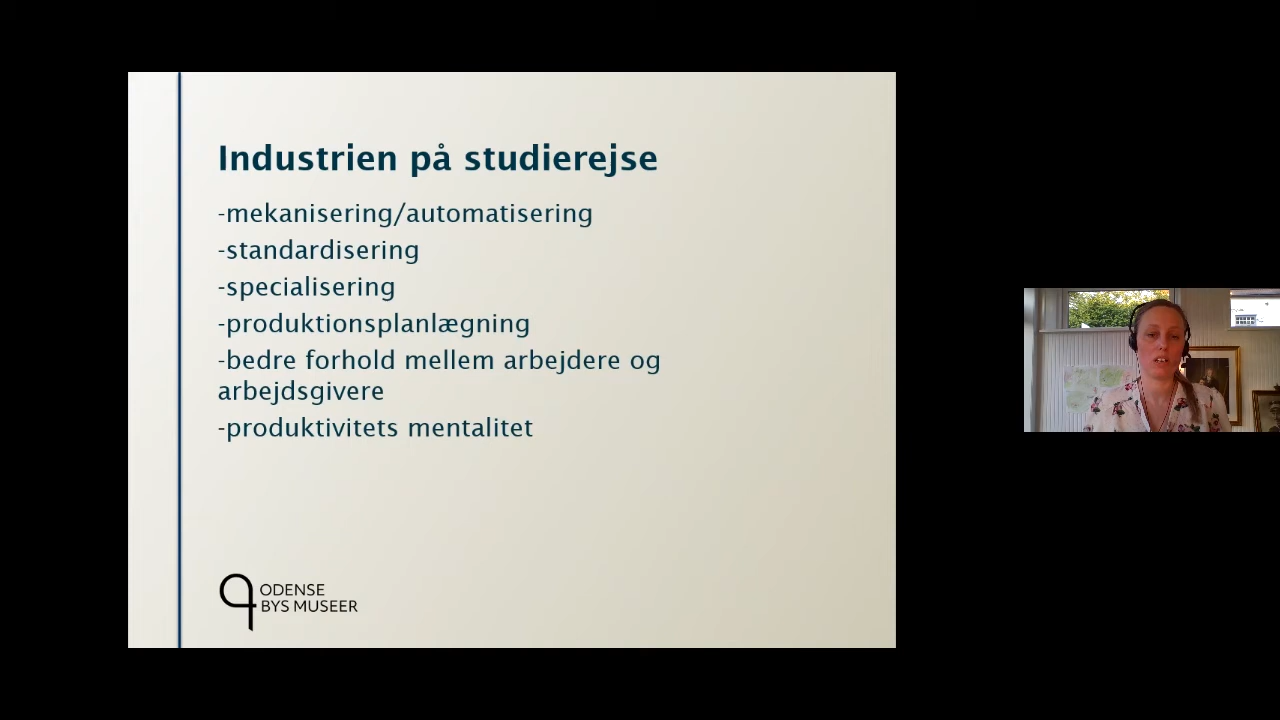 Industrien på studierejse
-mekanisering/automatisering
-standardisering
-specialisering
-produktionsplanlægning
-bedre forhold mellem arbejdere og
arbejdsgivere
-produktivitets mentalitet
ODENSE
BYS MUSEER